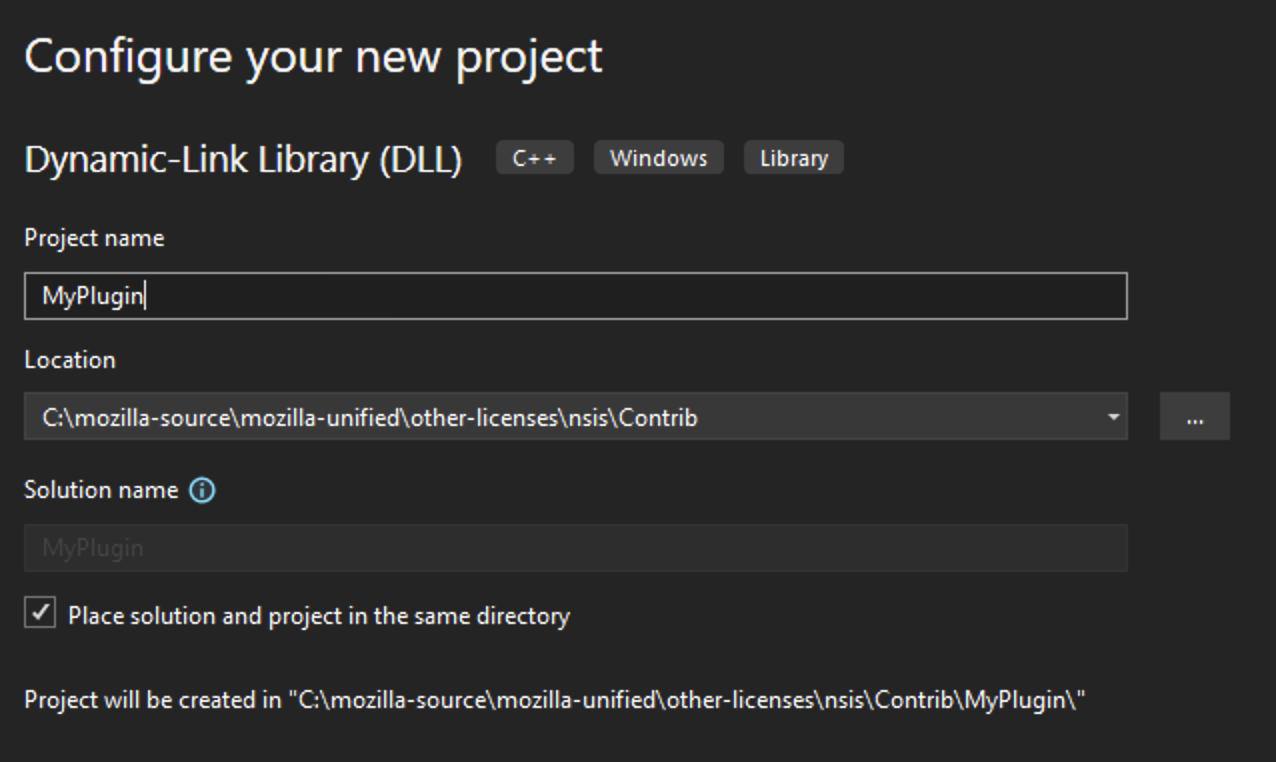 Configure your new project
Dynamic-Link Library (DLL) C++ Windows Library
Project name
MyPlugin
Location
C:\mozilla-source\mozilla-unified\other-licenses\nsis\Contrib ...
Solution name
MyPlugin
Place solution and project in the same directory
Project will be created in "C:\mozilla-source\mozilla-unified\other-licenses\nsis\Contrib\MyPlugin\"